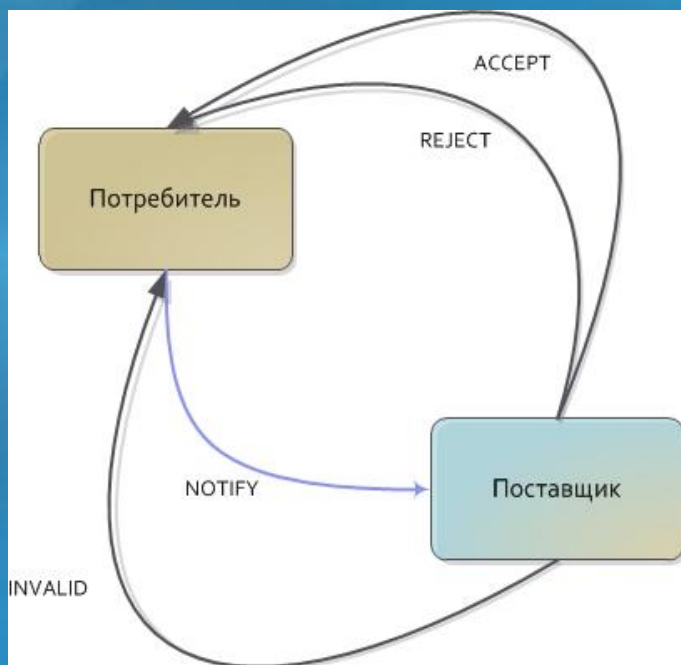 ACCEPT
REJECT
Потребитель
NOTIFY
Поставщик
INVALID